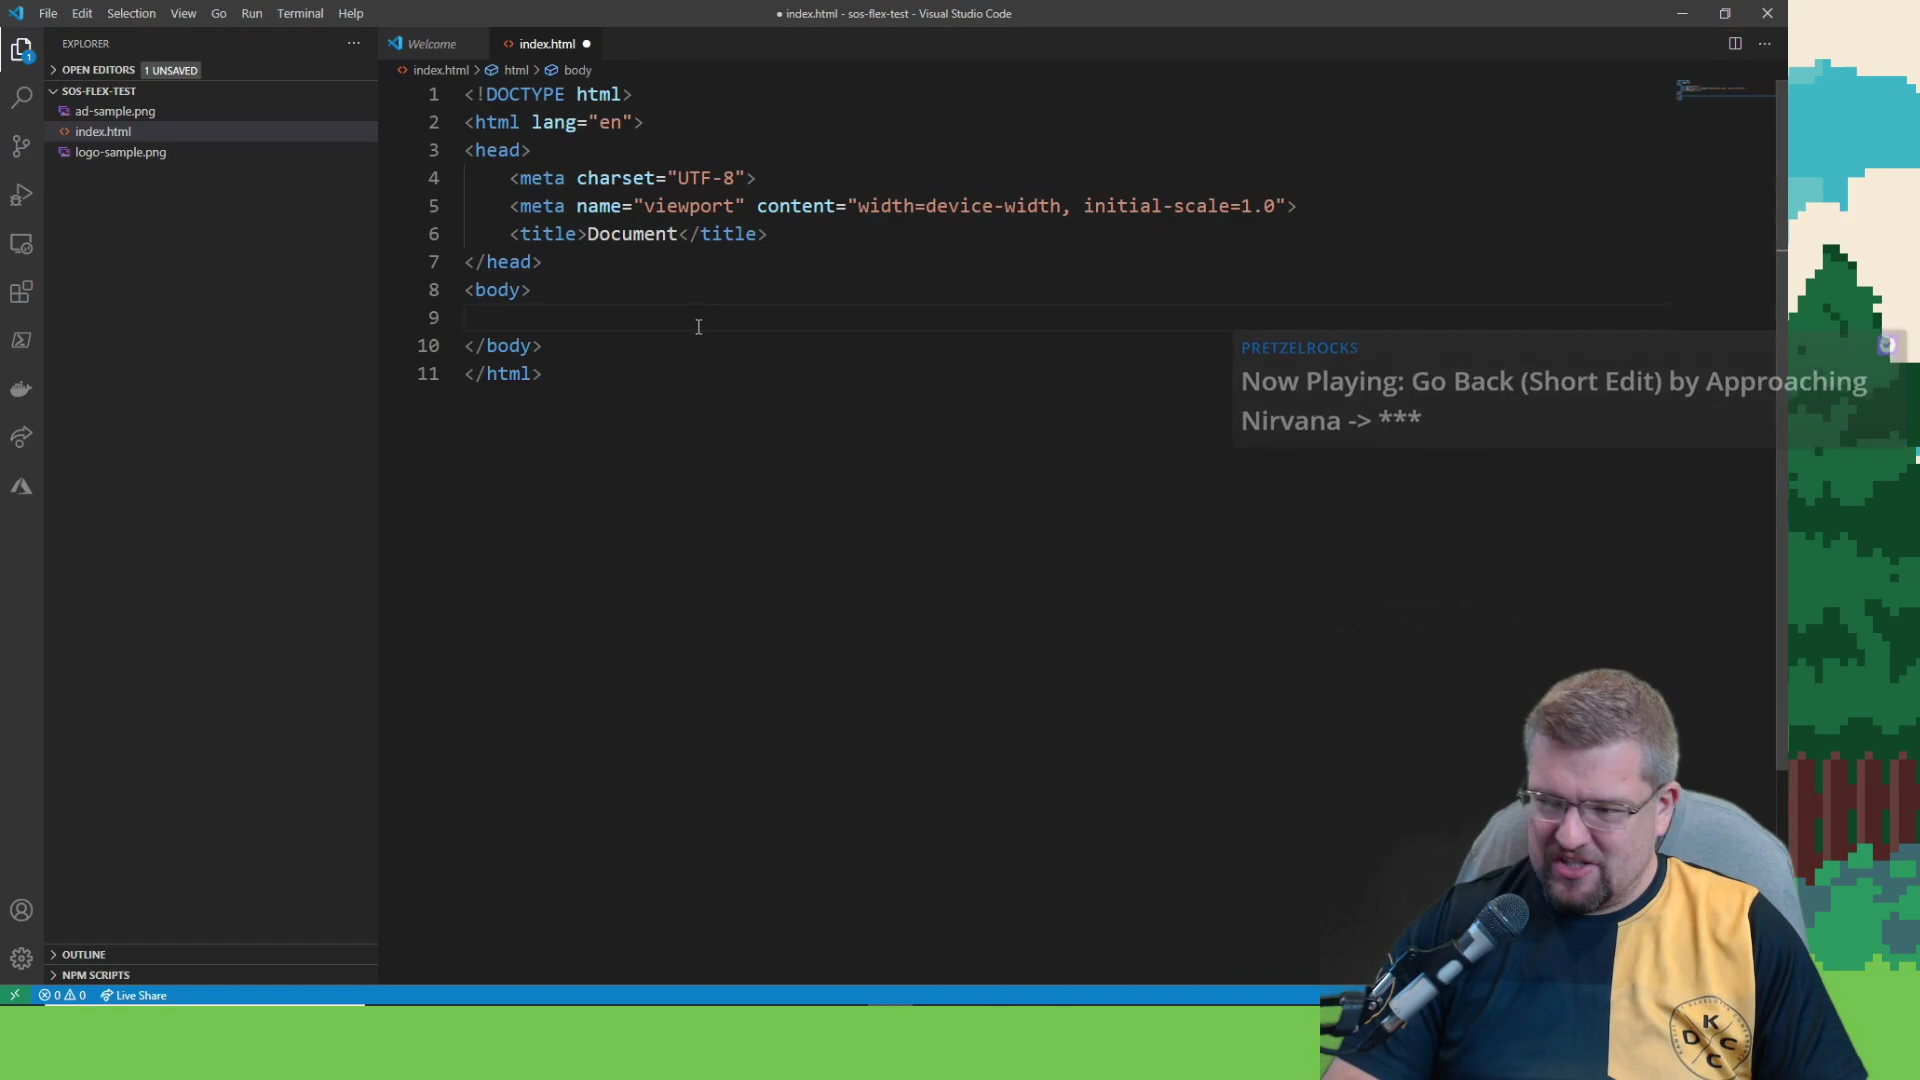 File Edit Selection View Go Run Terminal Help
● index.html - sos-flex-test - Visual Studio Code
EXPLORER
1
OPEN EDITORS 1 UNSAVED
SOS-FLEX-TEST
ad-sample.png
index.html
logo-sample.png
OUTLINE
NPM SCRIPTS
Welcome
index.html ●
index.html > html > body
1 <!DOCTYPE html>
2 <html lang="en">
3 <head>
4 <meta charset="UTF-8">
5 <meta name="viewport" content="width=device-width, initial-scale=1.0">
6 <title>Document</title>
7 </head>
8 <body>
9
10 </body>
11 </html>
PRETZELROCKS
Now Playing: Go Back (Short Edit) by Approaching
Nirvana -> ***
0 0 Live Share
K
D C
C